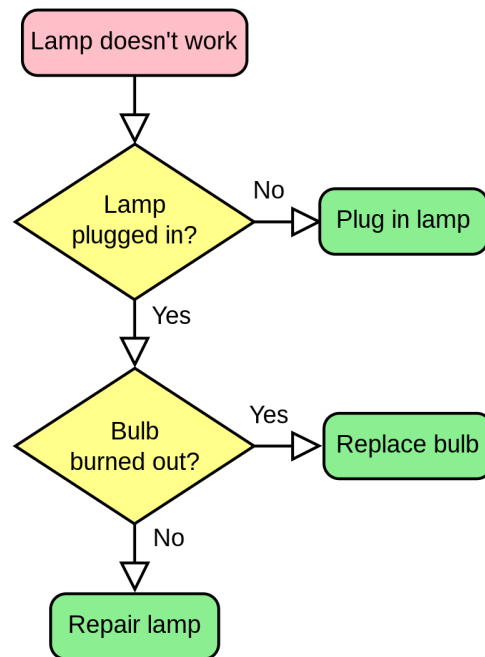 Lamp doesn't work
Lamp
plugged in?
No
Plug in lamp
Yes
Bulb
burned out?
Yes
Replace bulb
No
Repair lamp